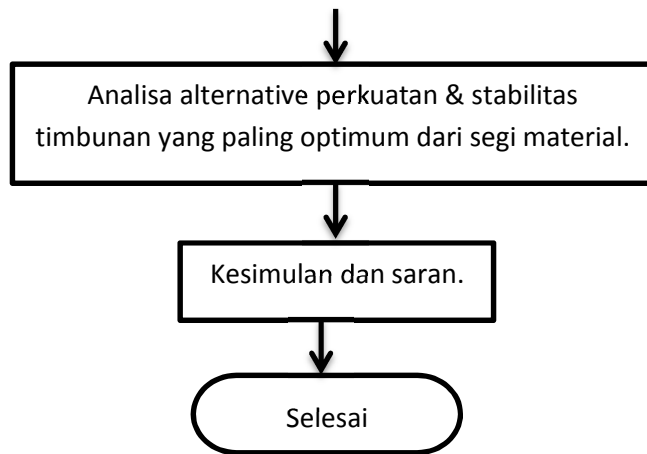 Analisa alternative perkuatan & stabilitas
timbunan yang paling optimum dari segi material.
Kesimulan dan saran.
Selesai